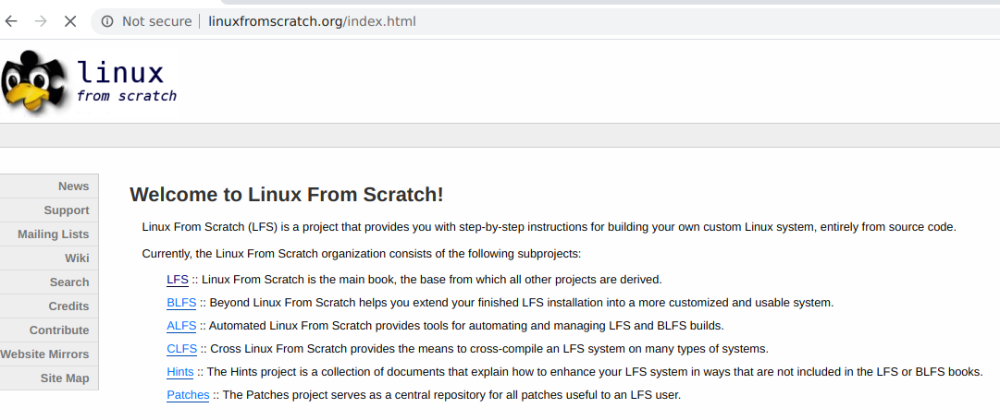 Not secure | linuxfromscratch.org/index.html
linux
from scratch
News
Support
Mailing Lists
Wiki
Search
Credits
Contribute
Website Mirrors
Site Map
Welcome to Linux From Scratch!
Linux From Scratch (LFS) is a project that provides you with step-by-step instructions for building your own custom Linux system, entirely from source code.
Currently, the Linux From Scratch organization consists of the following subprojects:
LFS :: Linux From Scratch is the main book, the base from which all other projects are derived.
BLFS :: Beyond Linux From Scratch helps you extend your finished LFS installation into a more customized and usable system.
ALFS :: Automated Linux From Scratch provides tools for automating and managing LFS and BLFS builds.
CLFS :: Cross Linux From Scratch provides the means to cross-compile an LFS system on many types of systems.
Hints :: The Hints project is a collection of documents that explain how to enhance your LFS system in ways that are not included in the LFS or BLFS books.
Patches :: The Patches project serves as a central repository for all patches useful to an LFS user.